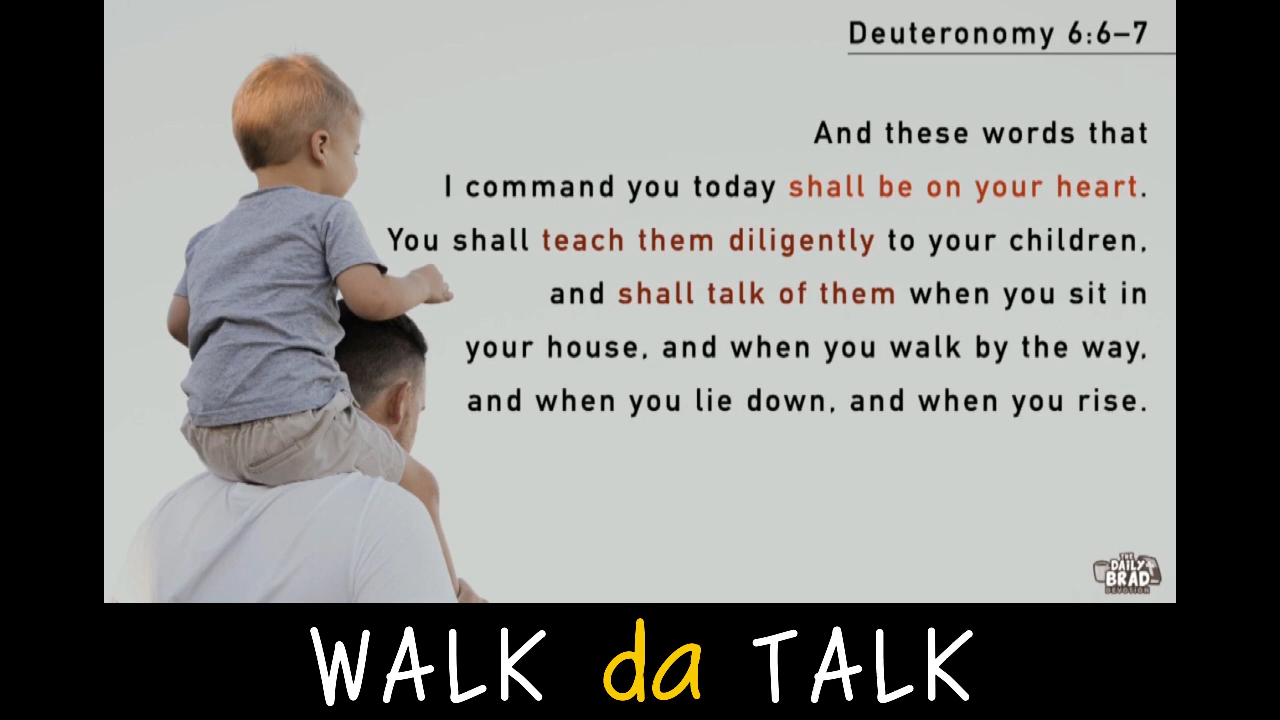 Deuteronomy 6:6–7
And these words that
I command you today shall be on your heart.
You shall teach them diligently to your children,
and shall talk of them when you sit in
your house, and when you walk by the way,
and when you lie down, and when you rise.
THE
DAILY
BRAD
DEVOTION
WALK da TALK